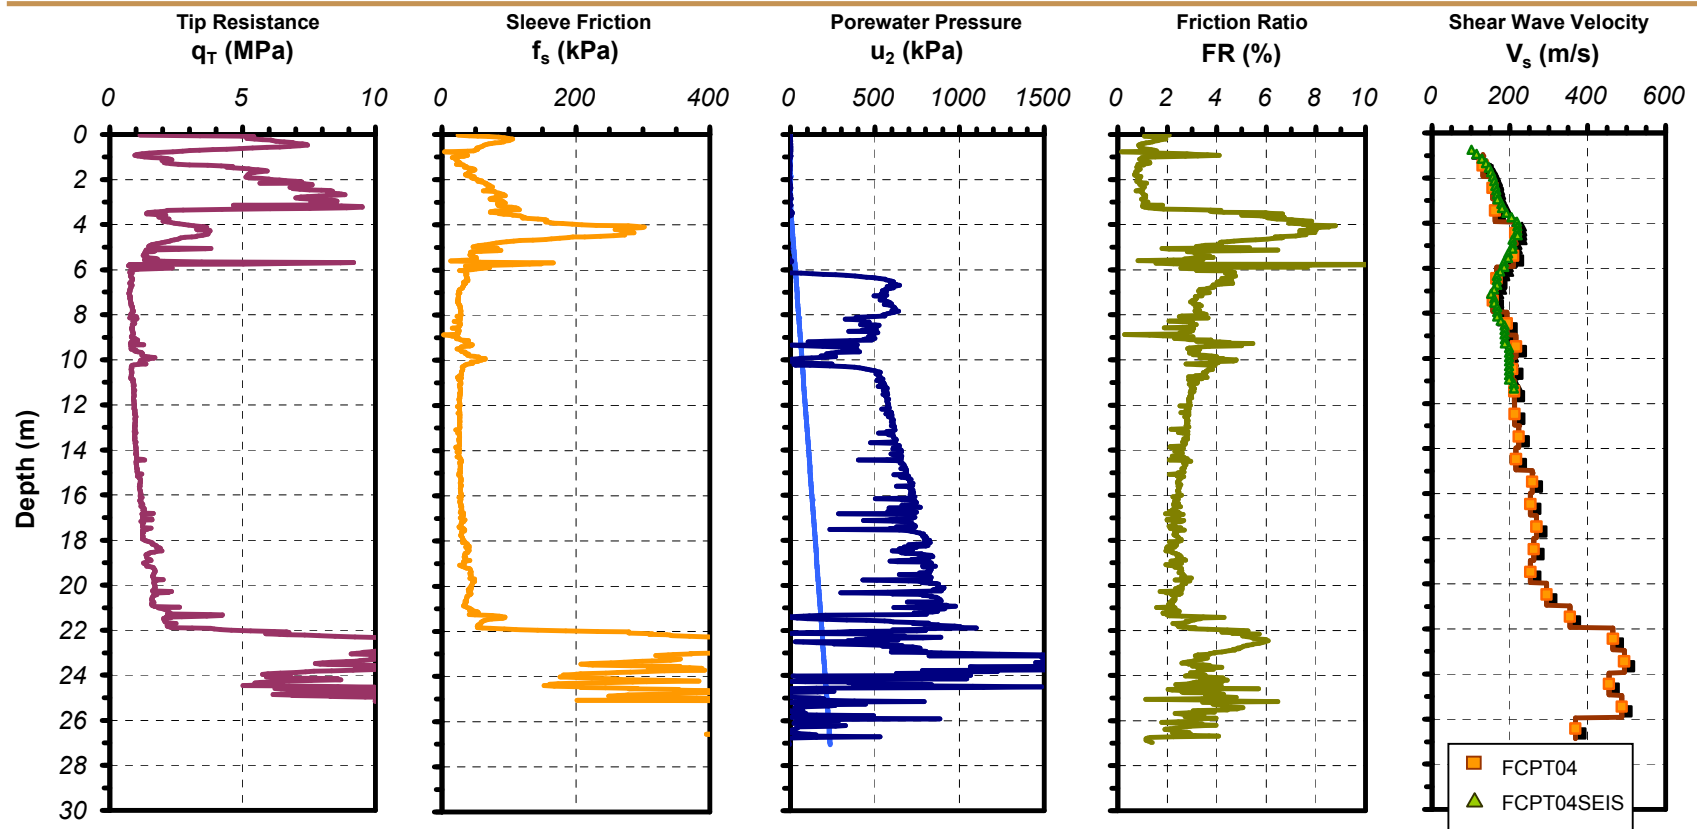 Tip Resistance
qT (MPa)
Sleeve Friction
fs (kPa)
Porewater Pressure
u2 (kPa)
Friction Ratio
FR (%)
Shear Wave Velocity
Vs (m/s)
0 5 10
0 200 400
0 500 1000 1500
0 2 4 6 8 10
0 200 400 600
Depth (m)
0
2
4
6
8
10
12
14
16
18
20
22
24
26
28
30
FCPT04
FCPT04SEIS